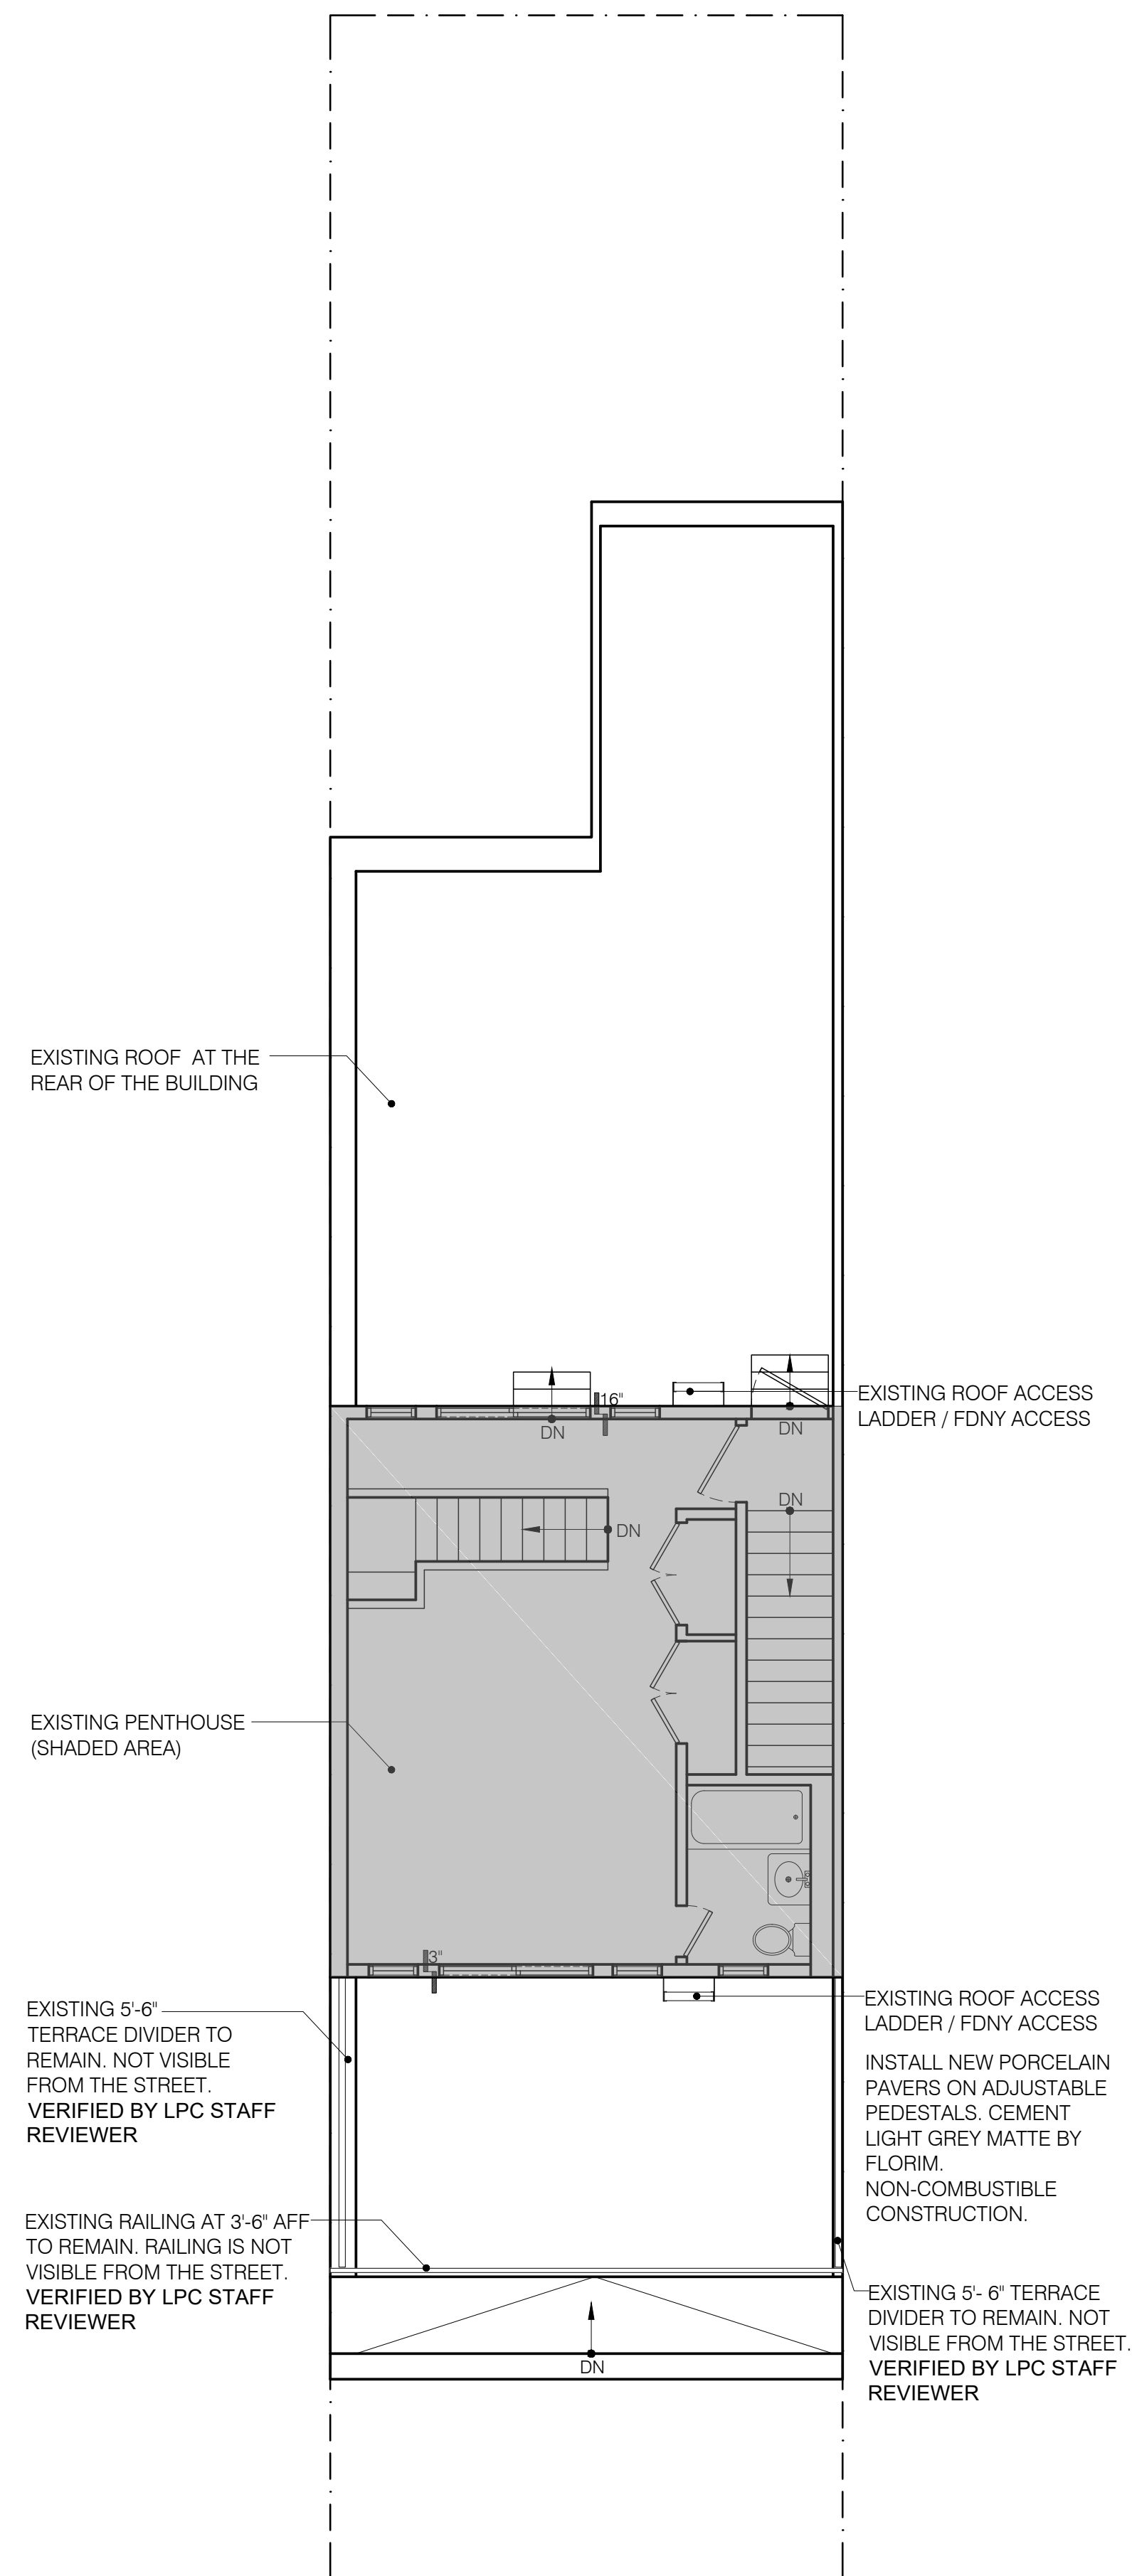 EXISTING ROOF AT THE
REAR OF THE BUILDING
EXISTING ROOF ACCESS
LADDER / FDNY ACCESS
16"
DN
DN
DN
DN
EXISTING PENTHOUSE
(SHADED AREA)
3"
EXISTING 5'-6"
TERRACE DIVIDER TO
REMAIN. NOT VISIBLE
FROM THE STREET.
VERIFIED BY LPC STAFF
REVIEWER
EXISTING ROOF ACCESS
LADDER / FDNY ACCESS
INSTALL NEW PORCELAIN
PAVERS ON ADJUSTABLE
PEDESTALS. CEMENT
LIGHT GREY MATTE BY
FLORIM.
NON-COMBUSTIBLE
CONSTRUCTION.
EXISTING RAILING AT 3'-6" AFF
TO REMAIN. RAILING IS NOT
VISIBLE FROM THE STREET.
VERIFIED BY LPC STAFF
REVIEWER
EXISTING 5'- 6" TERRACE
DIVIDER TO REMAIN. NOT
VISIBLE FROM THE STREET.
VERIFIED BY LPC STAFF
REVIEWER
DN